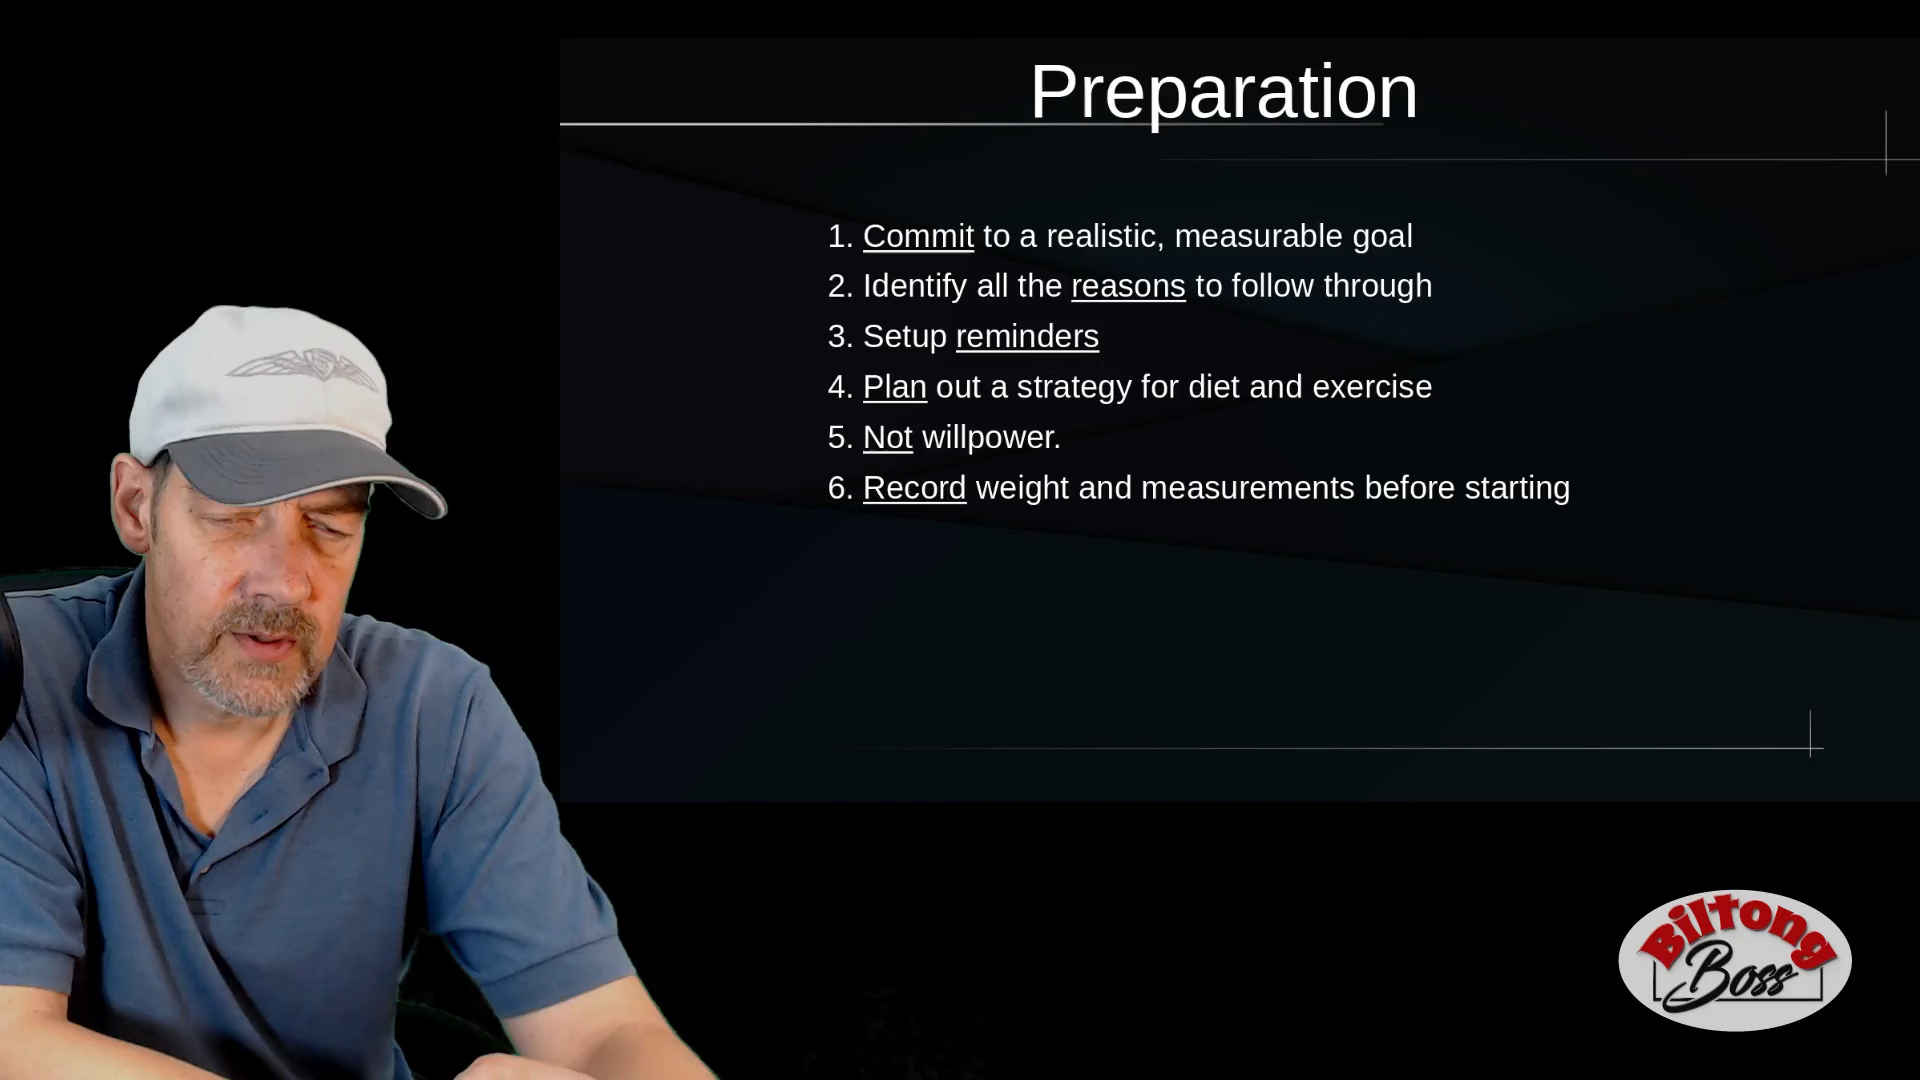 Preparation
1. Commit to a realistic, measurable goal
2. Identify all the reasons to follow through
3. Setup reminders
4. Plan out a strategy for diet and exercise
5. Not willpower.
6. Record weight and measurements before starting
Biltong
Boss